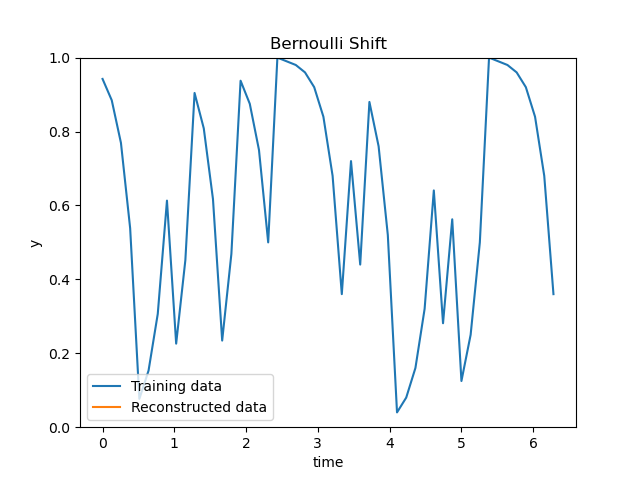 Bernoulli Shift
1.0
0.8
0.6
0.4
0.2
0.0
y
Training data
Reconstructed data
0 1 2 3 4 5 6
time